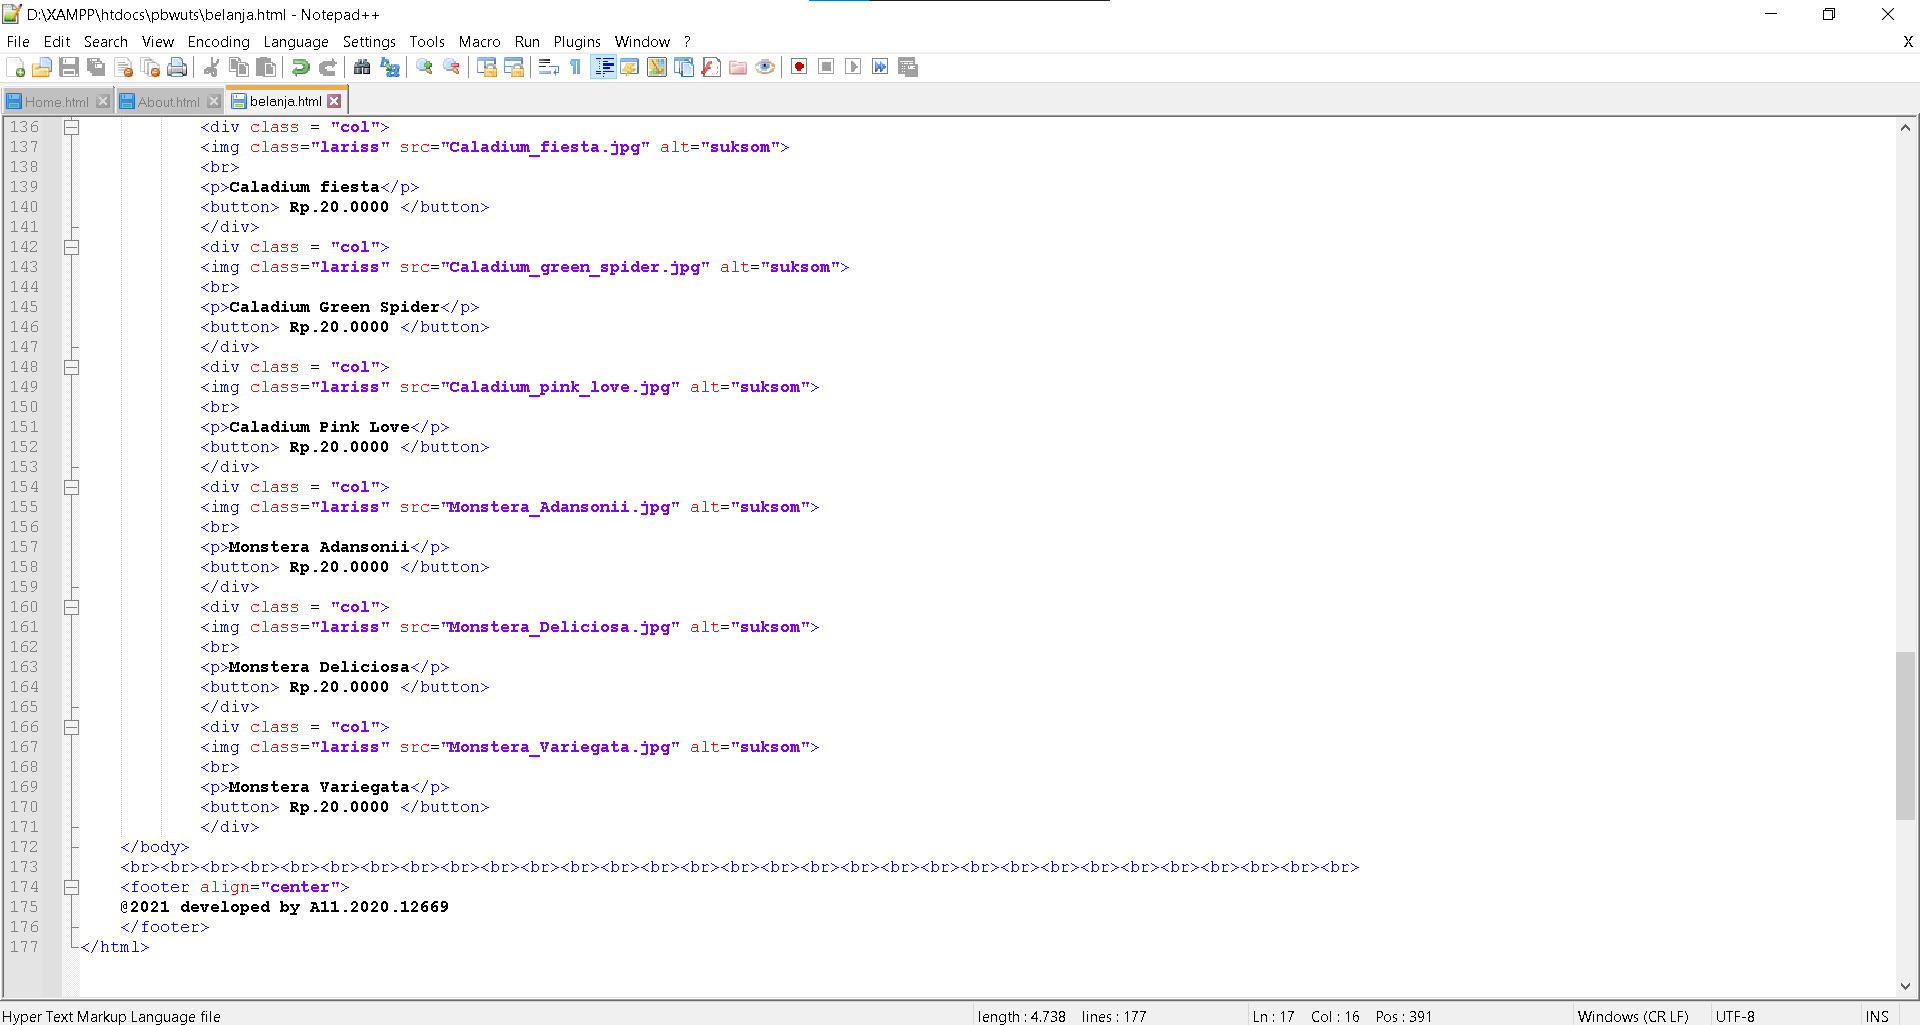 D:\XAMPP\htdocs\pbwuts\belanja.html - Notepad++
File Edit Search View Encoding Language Settings Tools Macro Run Plugins Window ? X
Home.html About.html belanja.html
136 <div class = "col">
137 <img class="lariss" src="Caladium_fiesta.jpg" alt="suksom">
138 <br>
139 <p>Caladium fiesta</p>
140 <button> Rp.20.0000 </button>
141 </div>
142 <div class = "col">
143 <img class="lariss" src="Caladium_green_spider.jpg" alt="suksom">
144 <br>
145 <p>Caladium Green Spider</p>
146 <button> Rp.20.0000 </button>
147 </div>
148 <div class = "col">
149 <img class="lariss" src="Caladium_pink_love.jpg" alt="suksom">
150 <br>
151 <p>Caladium Pink Love</p>
152 <button> Rp.20.0000 </button>
153 </div>
154 <div class = "col">
155 <img class="lariss" src="Monstera_Adansonii.jpg" alt="suksom">
156 <br>
157 <p>Monstera Adansonii</p>
158 <button> Rp.20.0000 </button>
159 </div>
160 <div class = "col">
161 <img class="lariss" src="Monstera_Deliciosa.jpg" alt="suksom">
162 <br>
163 <p>Monstera Deliciosa</p>
164 <button> Rp.20.0000 </button>
165 </div>
166 <div class = "col">
167 <img class="lariss" src="Monstera_Variegata.jpg" alt="suksom">
168 <br>
169 <p>Monstera Variegata</p>
170 <button> Rp.20.0000 </button>
171 </div>
172 </body>
173 <br><br><br><br><br><br><br><br><br><br><br><br><br><br><br><br><br><br><br><br><br><br><br><br><br><br><br><br><br><br><br>
174 <footer align="center">
175 @2021 developed by A11.2020.12669
176 </footer>
177 </html>
Hyper Text Markup Language file length : 4.738 lines : 177 Ln : 17 Col : 16 Pos : 391 Windows (CR LF) UTF-8 INS